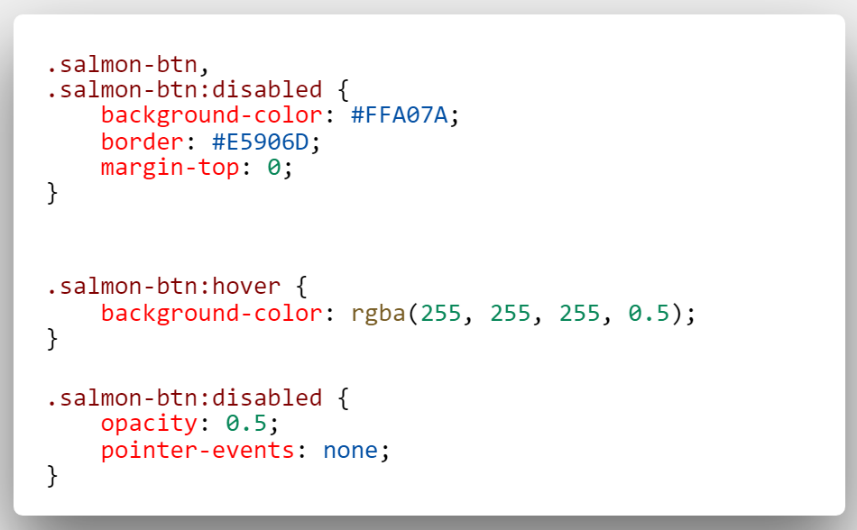 .salmon-btn,
.salmon-btn:disabled {
    background-color: #FFA07A;
    border: #E5906D;
    margin-top: 0;
}
.salmon-btn:hover {
    background-color: rgba(255, 255, 255, 0.5);
}
.salmon-btn:disabled {
    opacity: 0.5;
    pointer-events: none;
}